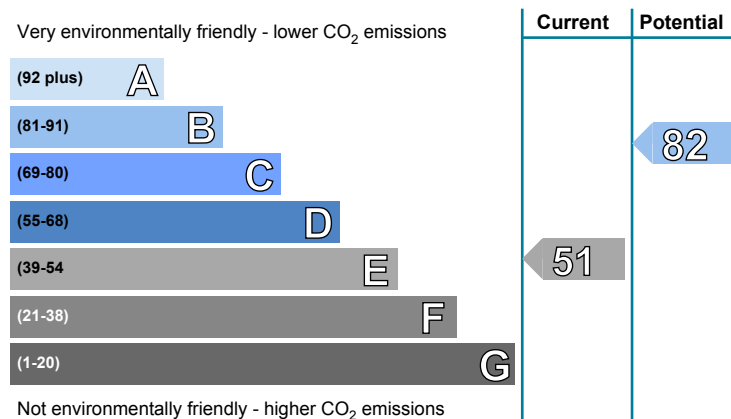 Very environmentally friendly - lower CO₂ emissions
Current
Potential
(92 plus) A
(81-91) B
(69-80) C
(55-68) D
(39-54 E
(21-38) F
(1-20) G
82
51
Not environmentally friendly - higher CO₂ emissions